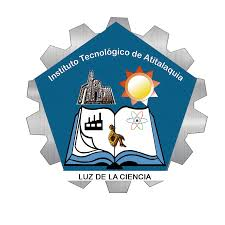 Instituto Tecnológico de Atitalaquia
LUZ DE LA CIENCIA